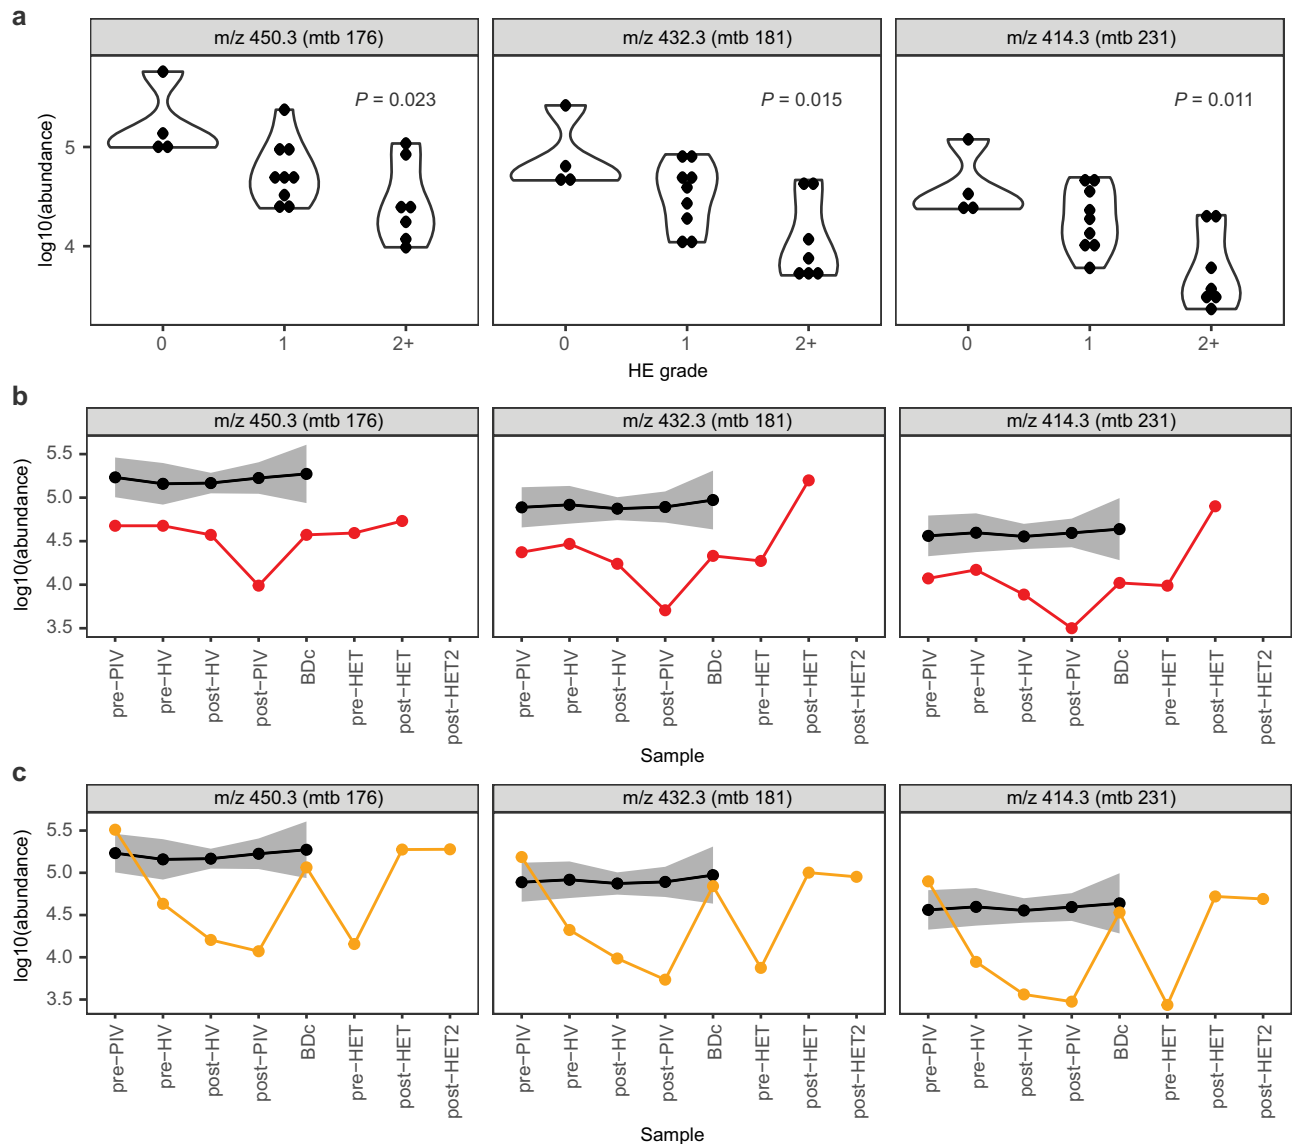 a
m/z 450.3 (mtb 176) m/z 432.3 (mtb 181) m/z 414.3 (mtb 231)
P = 0.023 P = 0.015 P = 0.011
log10(abundance)
5
4
0 1 2+ 0 1 2+ 0 1 2+
HE grade
b
m/z 450.3 (mtb 176) m/z 432.3 (mtb 181) m/z 414.3 (mtb 231)
log10(abundance)
5.5
5.0
4.5
4.0
3.5
pre−PIV pre−HV post−HV post−PIV BDc pre−HET post−HET post−HET2 pre−PIV pre−HV post−HV post−PIV BDc pre−HET post−HET post−HET2 pre−PIV pre−HV post−HV post−PIV BDc pre−HET post−HET post−HET2
Sample
c
m/z 450.3 (mtb 176) m/z 432.3 (mtb 181) m/z 414.3 (mtb 231)
log10(abundance)
5.5
5.0
4.5
4.0
3.5
pre−PIV pre−HV post−HV post−PIV BDc pre−HET post−HET post−HET2 pre−PIV pre−HV post−HV post−PIV BDc pre−HET post−HET post−HET2 pre−PIV pre−HV post−HV post−PIV BDc pre−HET post−HET post−HET2
Sample